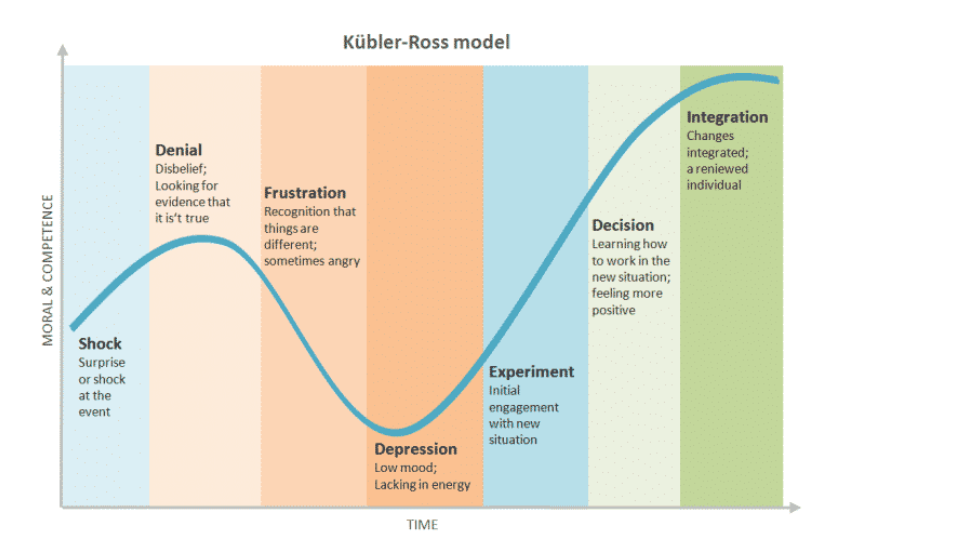 Kübler-Ross model
MORAL & COMPETENCE
Shock
Surprise
or shock
at the
event
Denial
Disbelief;
Looking for
evidence that
it is't true
Frustration
Recognition that
things are
different;
sometimes angry
Depression
Low mood;
Lacking in energy
Experiment
Initial
engagement
with new
situation
Decision
Learning how
to work in the
new situation;
feeling more
positive
Integration
Changes
integrated;
a reniewed
individual
TIME